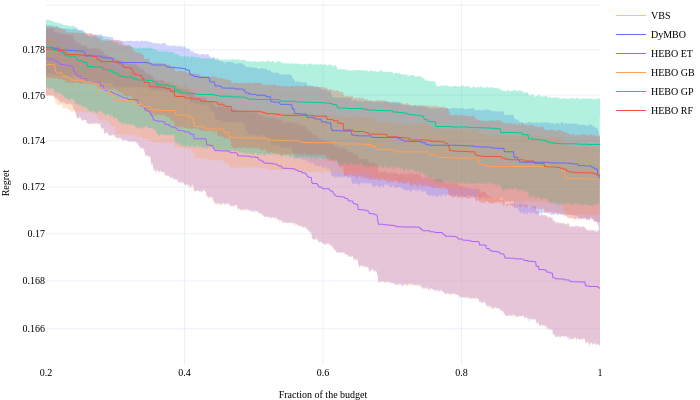 0.178
0.176
0.174
0.172
0.17
0.168
0.166
Regret
0.2
0.4
0.6
0.8
1
Fraction of the budget
VBS
DyMBO
HEBO ET
HEBO GB
HEBO GP
HEBO RF